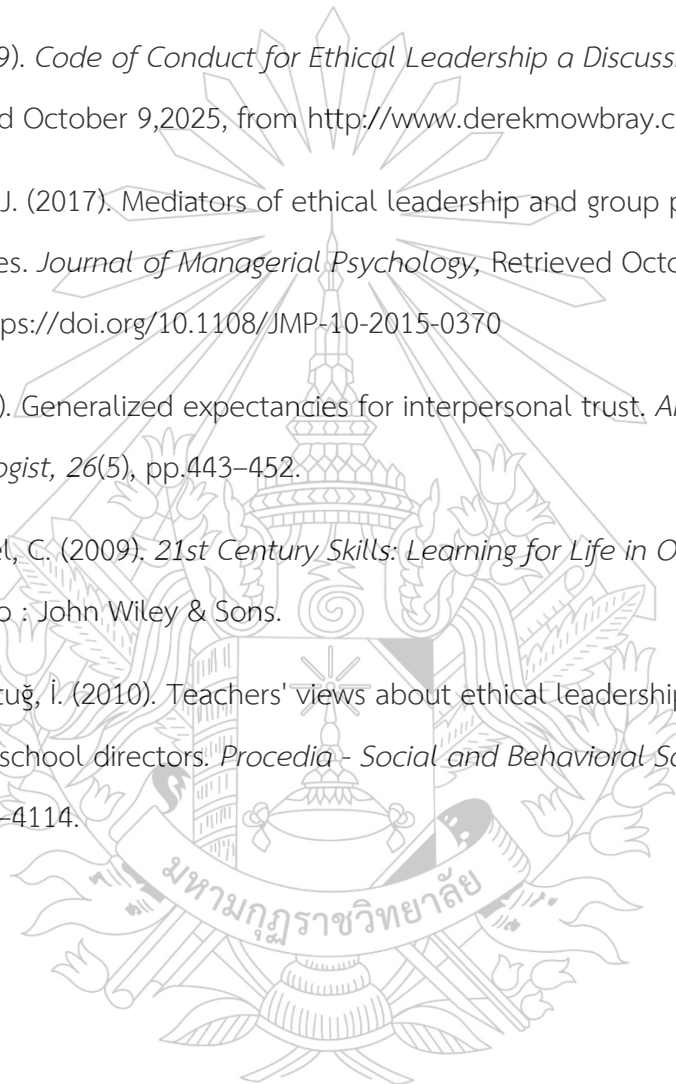 9). Code of Conduct for Ethical Leadership a Discuss
d October 9,2025, from http://www.derekmowbray.c
J. (2017). Mediators of ethical leadership and group p
es. Journal of Managerial Psychology, Retrieved Octo
ps://doi.org/10.1108/JMP-10-2015-0370
). Generalized expectancies for interpersonal trust. A
ogist, 26(5), pp.443–452.
el, C. (2009). 21st Century Skills: Learning for Life in O
o : John Wiley & Sons.
tuğ, İ. (2010). Teachers' views about ethical leadership
school directors. Procedia - Social and Behavioral Sc
–4114.
มหามกุฏราชวิทยาลัย